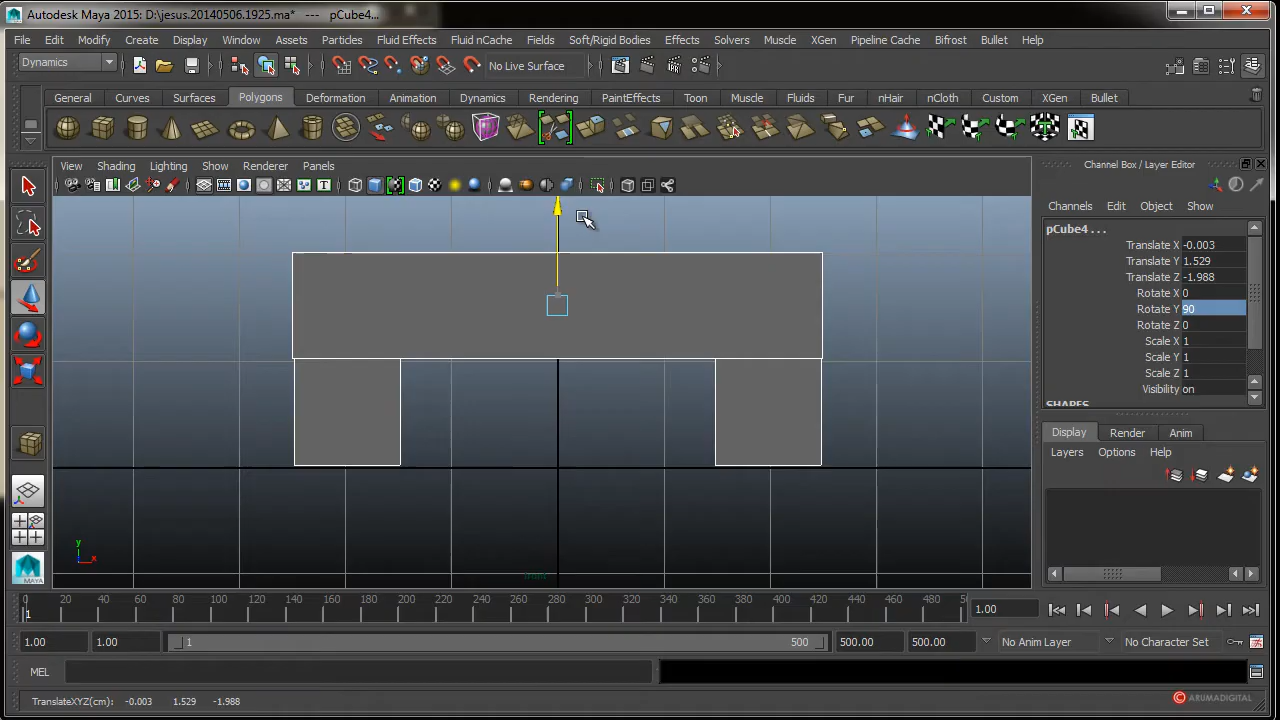 Autodesk Maya 2015: D:\jesus.20140506.1925.ma* --- pCube4...
File Edit Modify Create Display Window Assets Particles Fluid Effects Fluid nCache Fields Soft/Rigid Bodies Effects Solvers Muscle XGen Pipeline Cache Bifrost Bullet Help
Dynamics
No Live Surface
General Curves Surfaces Polygons Deformation Animation Dynamics Rendering PaintEffects Toon Muscle Fluids Fur nHair nCloth Custom XGen Bullet
View Shading Lighting Show Renderer Panels
Channel Box / Layer Editor
Channels Edit Object Show
pCube4 ...
Translate X -0.003
Translate Y 1.529
Translate Z -1.988
Rotate X 0
Rotate Y 90
Rotate Z 0
Scale X 1
Scale Y 1
Scale Z 1
Visibility on
SHAPES
Display Render Anim
Layers Options Help
y
x
front
MAYA
0 20 40 60 80 100 120 140 160 180 200 220 240 260 280 300 320 340 360 380 400 420 440 460 480 5
1
1.00
1.00 1.00 1 500 500.00 500.00 No Anim Layer No Character Set
MEL
TranslateXYZ(cm): -0.003 1.529 -1.988
© ARUMADIGITAL